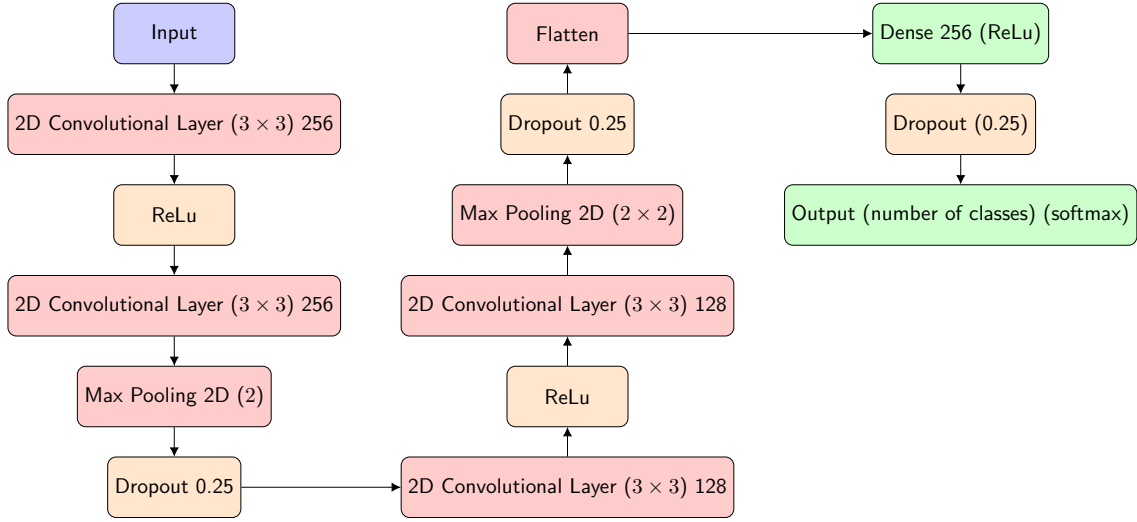 Input
2D Convolutional Layer (3 × 3) 256
ReLu
2D Convolutional Layer (3 × 3) 256
Max Pooling 2D (2)
Dropout 0.25
2D Convolutional Layer (3 × 3) 128
ReLu
2D Convolutional Layer (3 × 3) 128
Max Pooling 2D (2 × 2)
Dropout 0.25
Flatten
Dense 256 (ReLu)
Dropout (0.25)
Output (number of classes) (softmax)